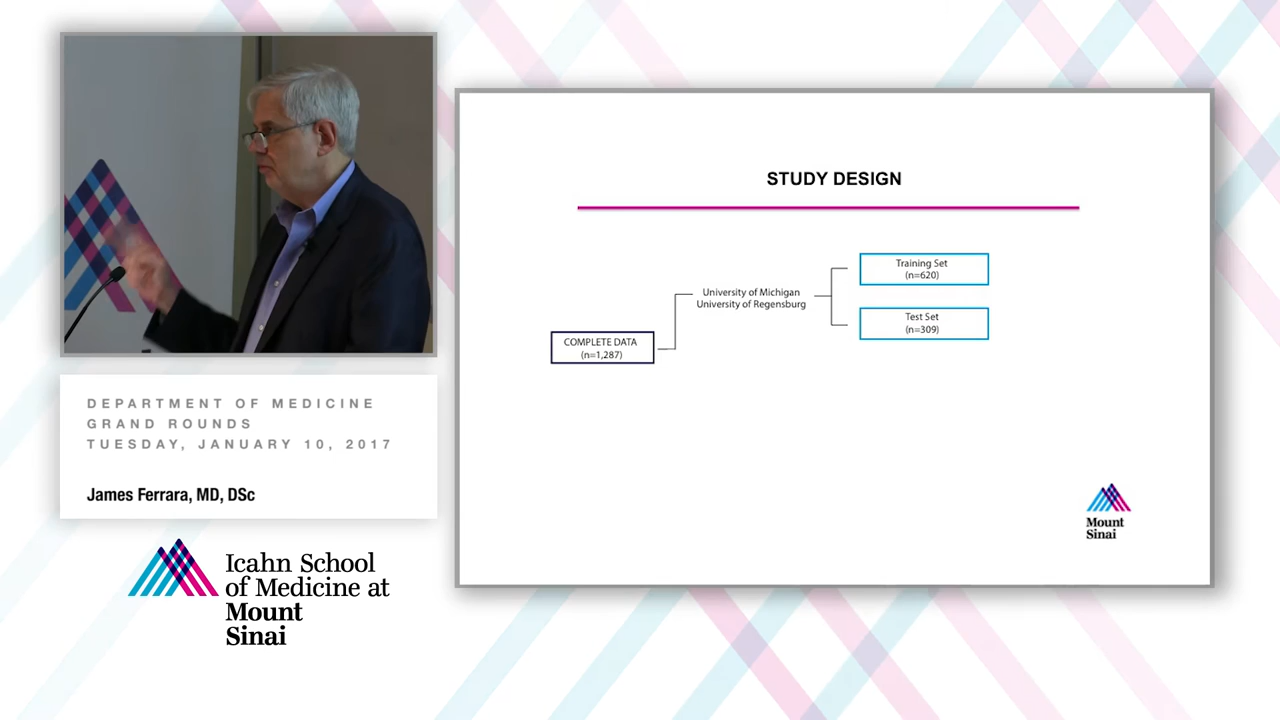 DEPARTMENT OF MEDICINE
GRAND ROUNDS
TUESDAY, JANUARY 10, 2017
James Ferrara, MD, DSc
Icahn School
of Medicine at
Mount
Sinai
STUDY DESIGN
COMPLETE DATA
(n=1,287)
University of Michigan
University of Regensburg
Training Set
(n=620)
Test Set
(n=309)
Mount
Sinai